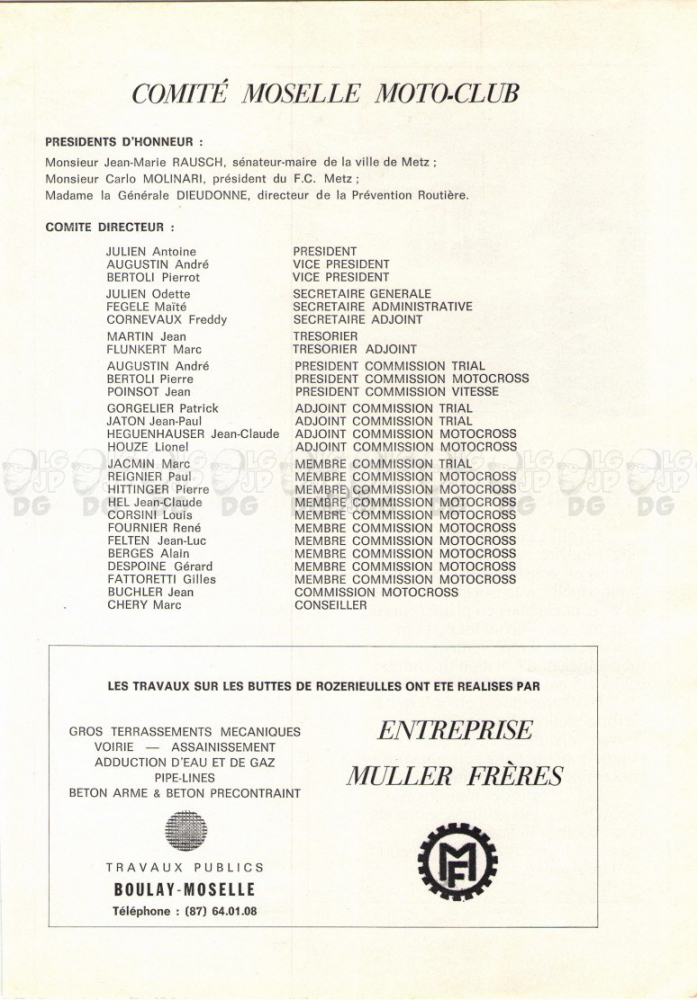 COMITÉ MOSELLE MOTO-CLUB
PRESIDENTS D'HONNEUR :
Monsieur Jean-Marie RAUSCH, sénateur-maire de la ville de Metz ;
Monsieur Carlo MOLINARI, président du F.C. Metz ;
Madame la Générale DIEUDONNE, directeur de la Prévention Routière.
COMITE DIRECTEUR :
JULIEN Antoine PRESIDENT
AUGUSTIN André VICE PRESIDENT
BERTOLI Pierrot VICE PRESIDENT
JULIEN Odette SECRETAIRE GENERALE
FEGELE Maïté SECRETAIRE ADMINISTRATIVE
CORNEVAUX Freddy SECRETAIRE ADJOINT
MARTIN Jean TRESORIER
FLUNKERT Marc TRESORIER ADJOINT
AUGUSTIN André PRESIDENT COMMISSION TRIAL
BERTOLI Pierre PRESIDENT COMMISSION MOTOCROSS
POINSOT Jean PRESIDENT COMMISSION VITESSE
GORGELIER Patrick ADJOINT COMMISSION TRIAL
JATON Jean-Paul ADJOINT COMMISSION TRIAL
HEGUENHAUSER Jean-Claude ADJOINT COMMISSION MOTOCROSS
HOUZE Lionel ADJOINT COMMISSION MOTOCROSS
JACMIN Marc MEMBRE COMMISSION TRIAL
REIGNIER Paul MEMBRE COMMISSION MOTOCROSS
HITTINGER Pierre MEMBRE COMMISSION MOTOCROSS
HEL Jean-Claude MEMBRE COMMISSION MOTOCROSS
CORSINI Louis MEMBRE COMMISSION MOTOCROSS
FOURNIER René MEMBRE COMMISSION MOTOCROSS
FELTEN Jean-Luc MEMBRE COMMISSION MOTOCROSS
BERGES Alain MEMBRE COMMISSION MOTOCROSS
DESPOINE Gérard MEMBRE COMMISSION MOTOCROSS
FATTORETTI Gilles MEMBRE COMMISSION MOTOCROSS
BUCHLER Jean COMMISSION MOTOCROSS
CHERY Marc CONSEILLER
LES TRAVAUX SUR LES BUTTES DE ROZERIEULLES ONT ETE REALISES PAR
GROS TERRASSEMENTS MECANIQUES
VOIRIE — ASSAINISSEMENT
ADDUCTION D'EAU ET DE GAZ
PIPE-LINES
BETON ARME & BETON PRECONTRAINT
TRAVAUX PUBLICS
BOULAY-MOSELLE
Téléphone : (87) 64.01.08
ENTREPRISE
MULLER FRÈRES
MF